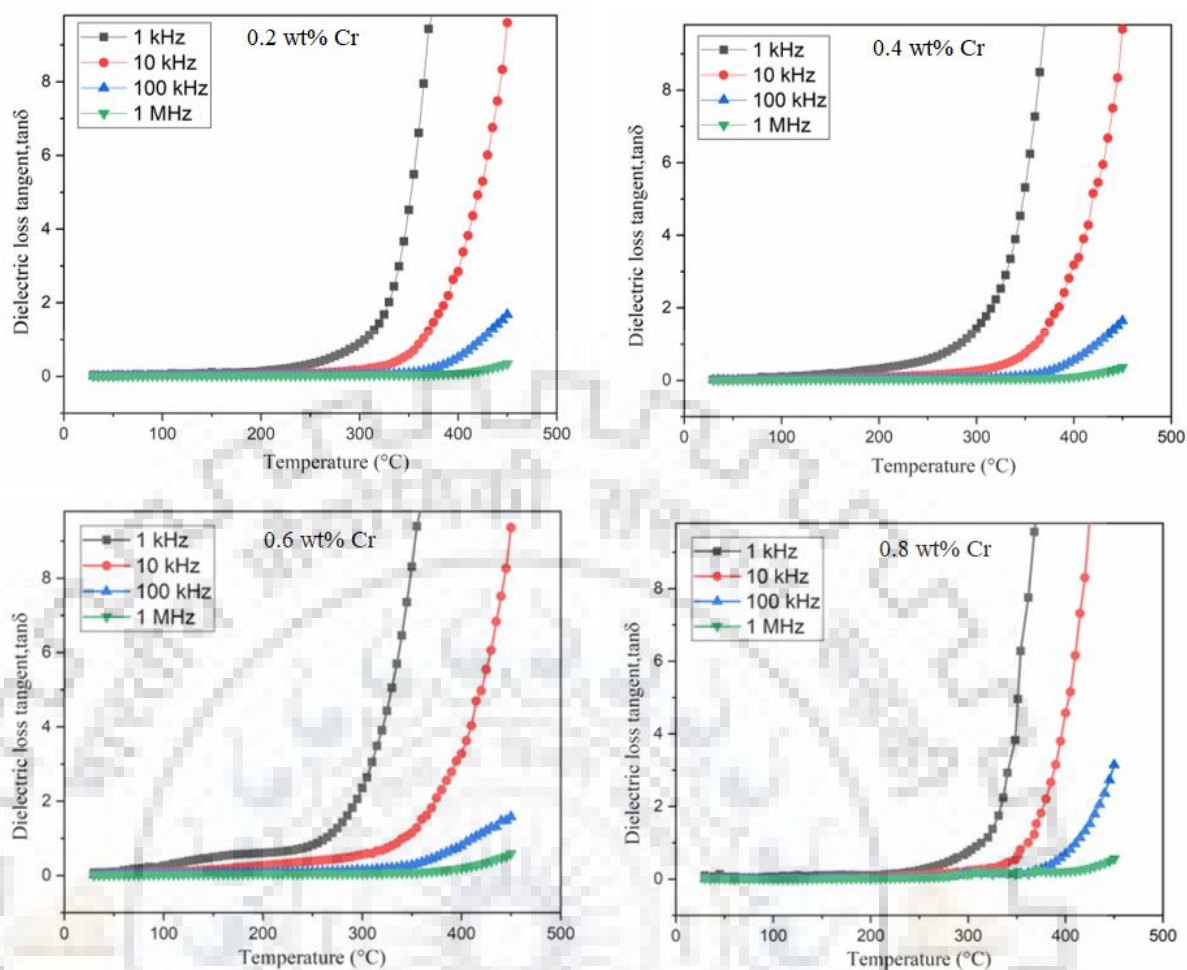 1 kHz
10 kHz
100 kHz
1 MHz
0.2 wt% Cr
Dielectric loss tangent,tanδ
8
6
4
2
0
0
100
200
300
400
500
Temperature (°C)
1 kHz
10 kHz
100 kHz
1 MHz
0.4 wt% Cr
Dielectric loss tangent,tanδ
8
6
4
2
0
0
100
200
300
400
500
Temperature (°C)
1 kHz
10 kHz
100 kHz
1 MHz
0.6 wt% Cr
Dielectric loss tangent,tanδ
8
6
4
2
0
0
50
100
150
200
250
300
350
400
450
500
Temperature (°C)
1 kHz
10 kHz
100 kHz
1 MHz
0.8 wt% Cr
Dielectric loss tangent,tanδ
8
6
4
2
0
0
100
200
300
400
500
Temperature (°C)